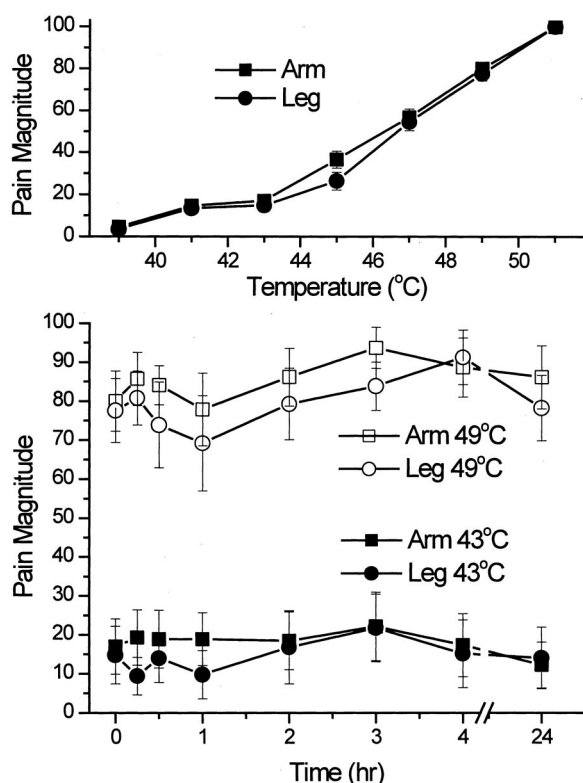 100
80
60
40
20
0
Pain Magnitude
Arm
Leg
40 42 44 46 48 50
Temperature (°C)
100
90
80
70
60
50
40
30
20
10
0
Pain Magnitude
Arm 49°C
Leg 49°C
Arm 43°C
Leg 43°C
0 1 2 3 4 24
Time (hr)